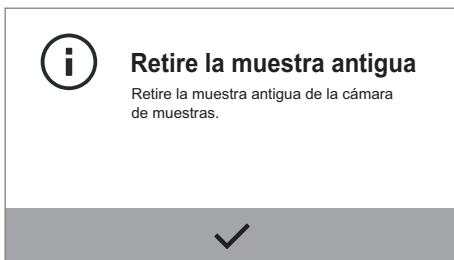 Retire la muestra antigua
Retire la muestra antigua de la cámara
de muestras.